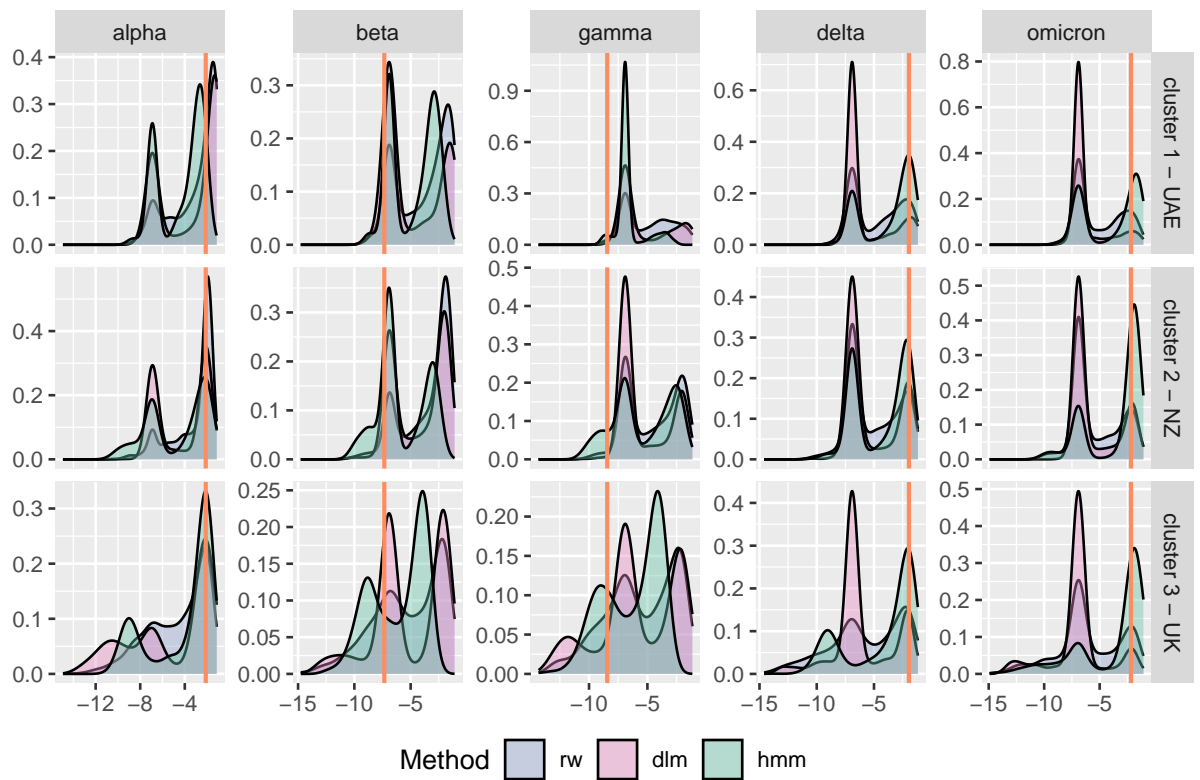 alpha beta gamma delta omicron
0.4 0.3 0.2 0.1 0.0
0.3 0.2 0.1 0.0
0.9 0.6 0.3 0.0
0.6 0.4 0.2 0.0
0.8 0.6 0.4 0.2 0.0
cluster 1 − UAE
0.4 0.2 0.0
0.3 0.2 0.1 0.0
0.5 0.4 0.3 0.2 0.1 0.0
0.4 0.3 0.2 0.1 0.0
0.5 0.4 0.3 0.2 0.1 0.0
cluster 2 − NZ
0.3 0.2 0.1 0.0
0.25 0.20 0.15 0.10 0.05 0.00
0.20 0.15 0.10 0.05 0.00
0.4 0.3 0.2 0.1 0.0
0.5 0.4 0.3 0.2 0.1 0.0
cluster 3 − UK
−12 −8 −4 −15 −10 −5 −10 −5 −15 −10 −5 −15 −10 −5
Method rw dlm hmm